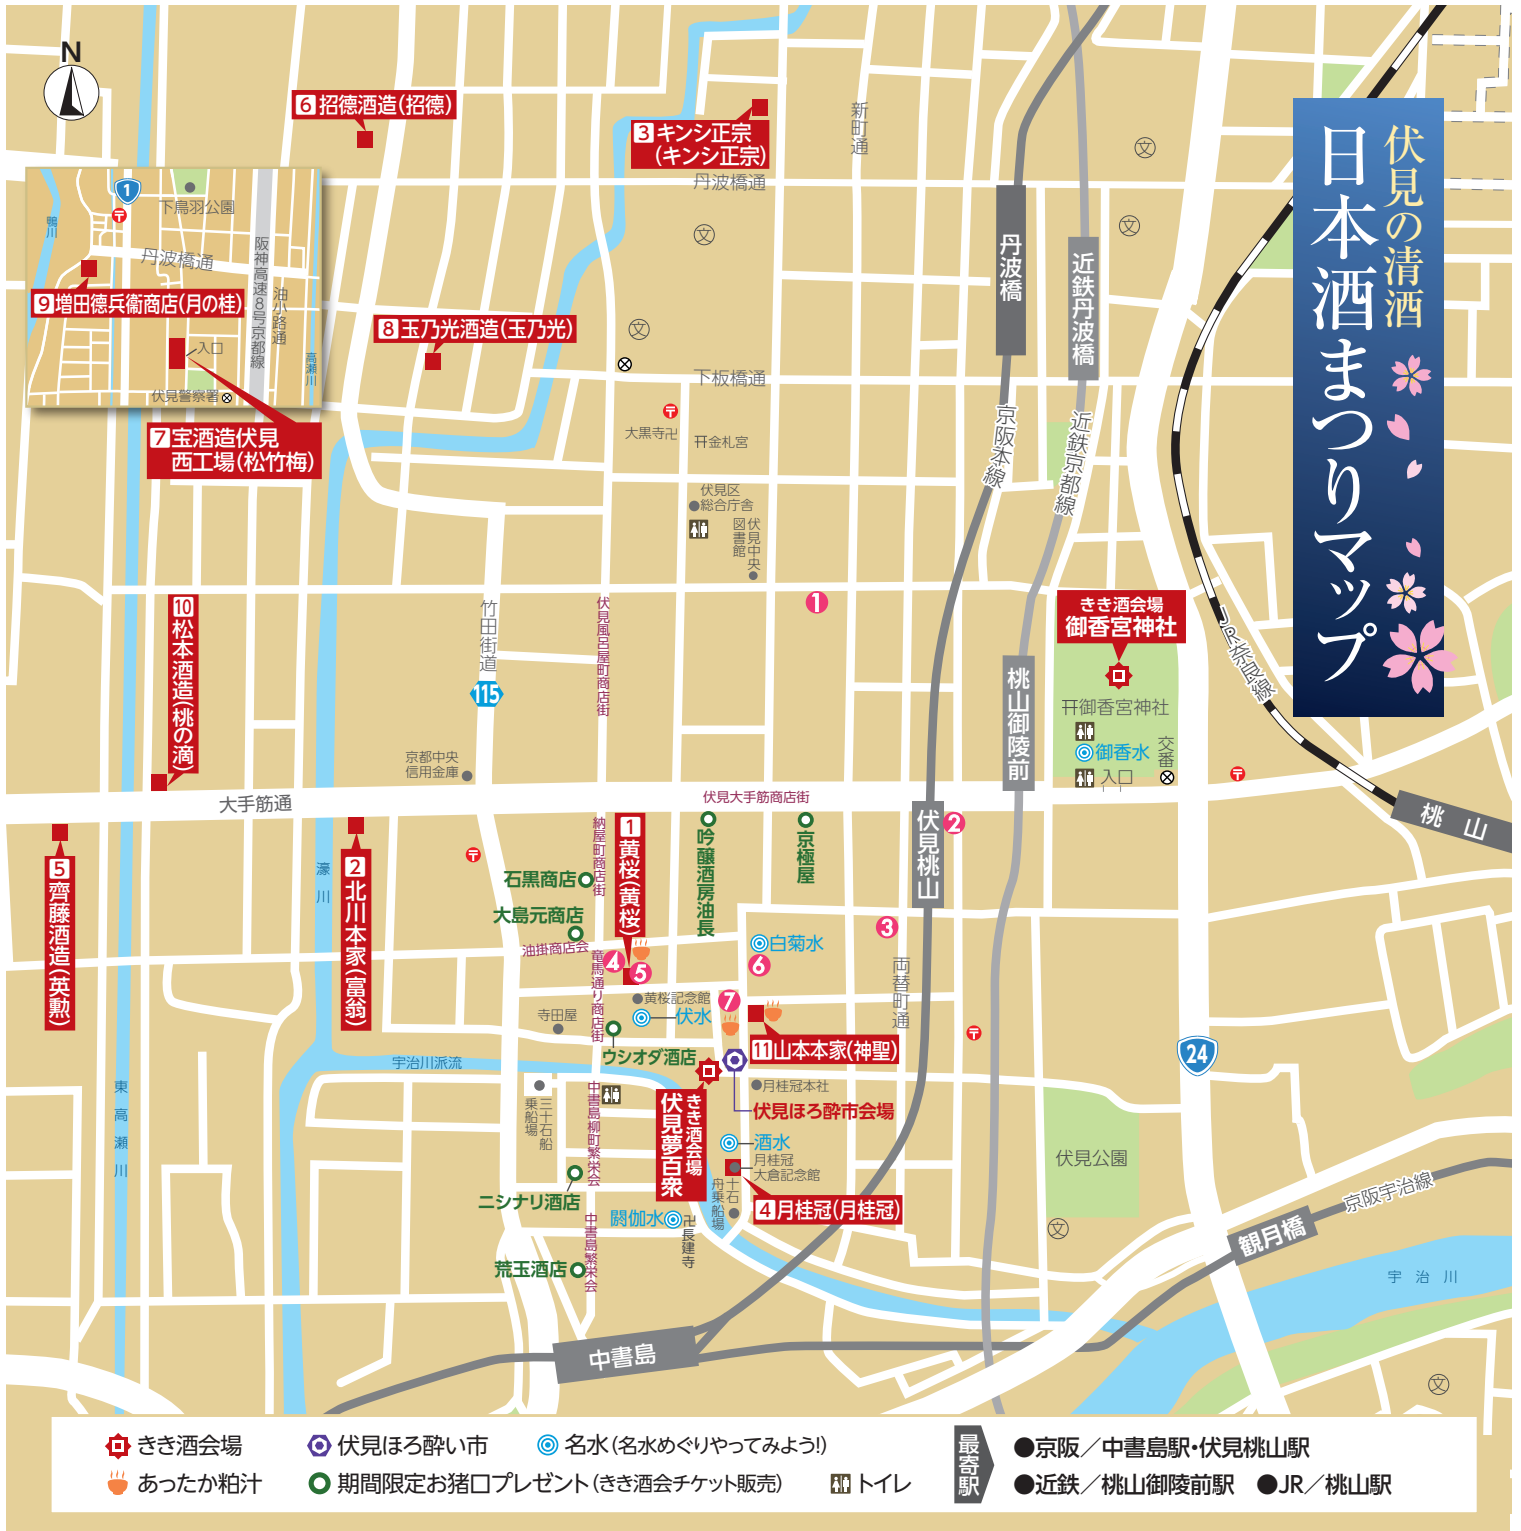 伏見の清酒
日本酒まつりマップ
N
6 招德酒造(招德)
3 キンシ正宗
(キンシ正宗)
新町通
丹波橋通
文
文
文
文
1
下鳥羽公園
鴨川
丹波橋通
阪神高速8号京都線
油小路通
高瀬川
9 増田德兵衞商店(月の桂)
入口
伏見警察署
7 宝酒造伏見
西工場(松竹梅)
8 玉乃光酒造(玉乃光)
丹波橋
近鉄丹波橋
下板橋通
大黒寺卍
金札宮
京阪本線
近鉄京都線
伏見区
総合庁舎
伏見中央
図書館
1
竹田街道
115
伏見風呂屋町商店街
10 松本酒造(桃の滴)
きき酒会場
御香宮神社
御香宮神社
御香水
交番
入口
JR奈良線
桃山御陵前
京都中央
信用金庫
大手筋通
伏見大手筋商店街
伏見桃山
2
桃山
5 齊藤酒造(英勲)
2 北川本家(富翁)
濠川
納屋町商店街
1 黄桜(黄桜)
吟醸酒房油長
京極屋
石黒商店
大島元商店
油掛商店会
竜馬通り商店街
4
5
白菊水
6
3
両替町通
黄桜記念館
伏水
7
寺田屋
ウシオダ酒店
11 山本本家(神聖)
24
宇治川派流
東高瀬川
三十石船
乗船場
中書島柳町繁栄会
きき酒会場
伏見夢百衆
月桂冠本社
伏見ほろ酔市会場
酒水
月桂冠
大倉記念館
十石
舟乗船場
4 月桂冠(月桂冠)
ニシナリ酒店
閼伽水
卍長建寺
中書島繁栄会
荒玉酒店
伏見公園
文
京阪宇治線
観月橋
宇治川
中書島
文
きき酒会場
伏見ほろ酔い市
名水(名水めぐりやってみよう!)
あったか粕汁
期間限定お猪口プレゼント(きき酒会チケット販売)
トイレ
最寄駅
●京阪/中書島駅・伏見桃山駅
●近鉄/桃山御陵前駅 ●JR/桃山駅